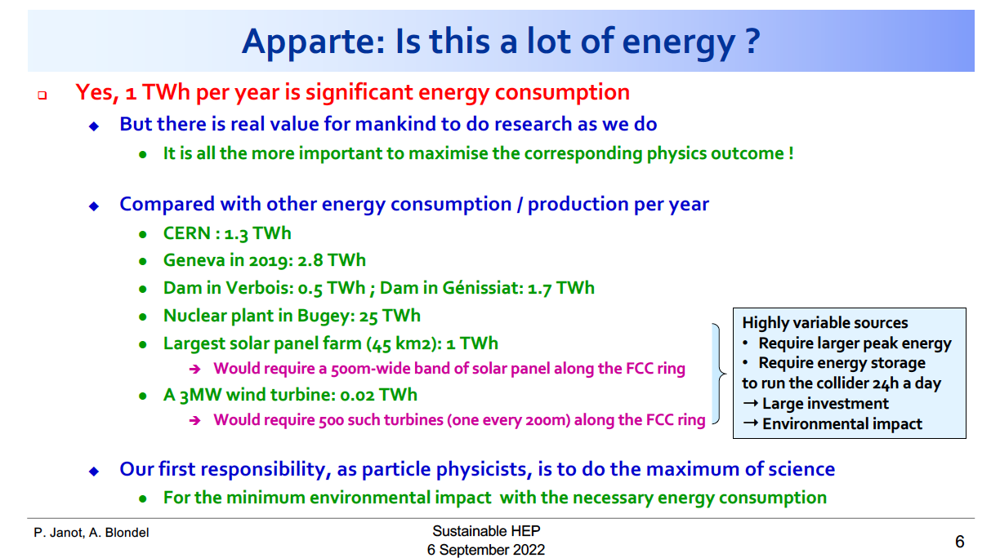 Apparte: Is this a lot of energy ?
Yes, 1 TWh per year is significant energy consumption
But there is real value for mankind to do research as we do
It is all the more important to maximise the corresponding physics outcome !
Compared with other energy consumption / production per year
CERN : 1.3 TWh
Geneva in 2019: 2.8 TWh
Dam in Verbois: 0.5 TWh ; Dam in Génissiat: 1.7 TWh
Nuclear plant in Bugey: 25 TWh
Largest solar panel farm (45 km2): 1 TWh
➔ Would require a 500m-wide band of solar panel along the FCC ring
A 3MW wind turbine: 0.02 TWh
➔ Would require 500 such turbines (one every 200m) along the FCC ring
Highly variable sources
• Require larger peak energy
• Require energy storage
to run the collider 24h a day
→ Large investment
→ Environmental impact
Our first responsibility, as particle physicists, is to do the maximum of science
For the minimum environmental impact with the necessary energy consumption
P. Janot, A. Blondel
Sustainable HEP
6 September 2022
6